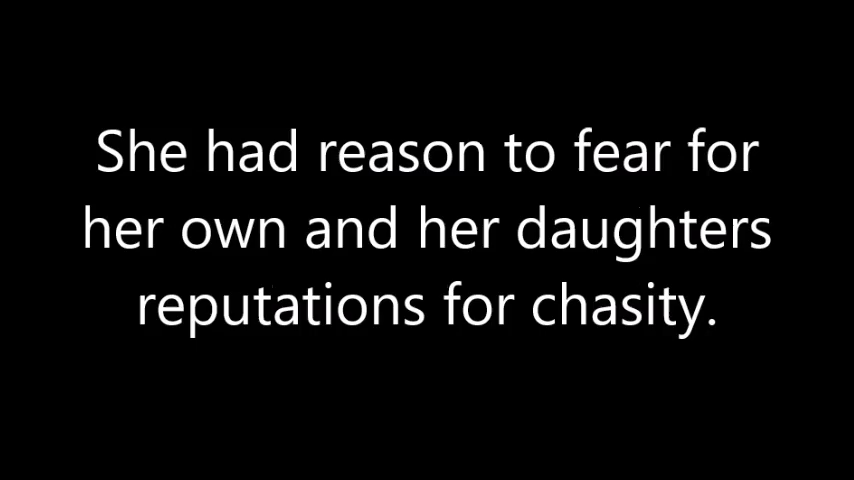 She had reason to fear for
her own and her daughters
reputations for chasity.